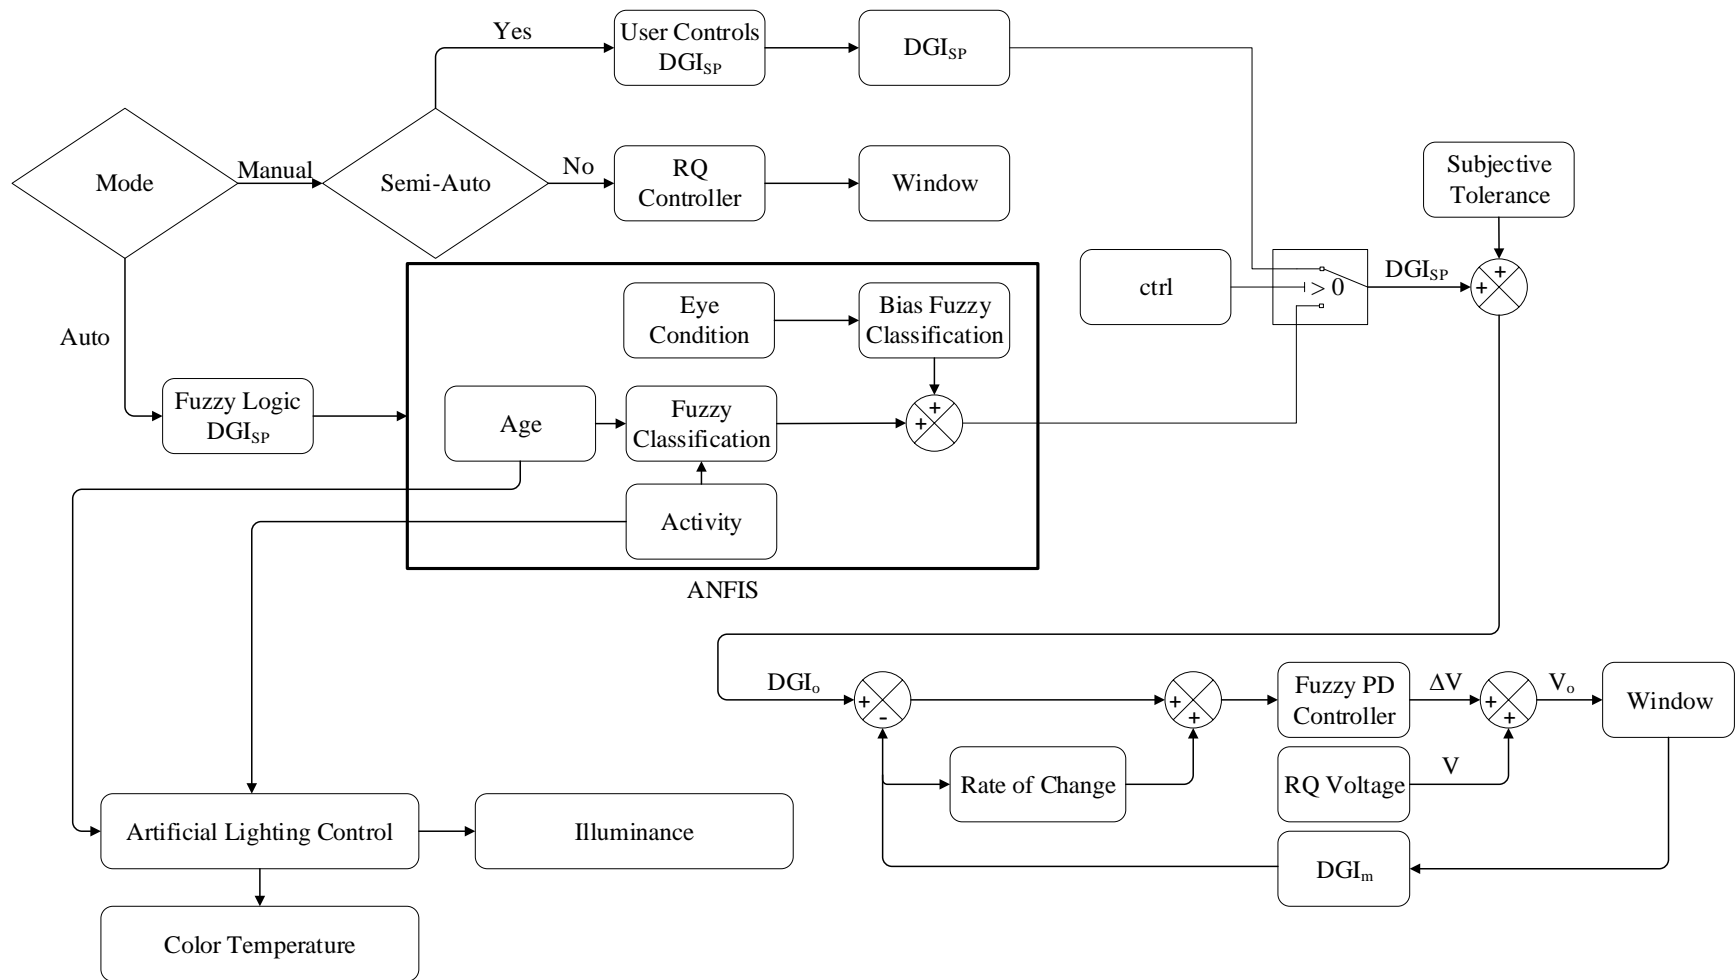 Yes
User Controls
DGI_SP
DGI_SP
Mode
Manual
Semi-Auto
No
RQ
Controller
Window
Subjective
Tolerance
Auto
Eye
Condition
Bias Fuzzy
Classification
ctrl
> 0
DGI_SP
+
+
Fuzzy Logic
DGI_SP
Age
Fuzzy
Classification
+
+
Activity
ANFIS
DGI_o
+
-
+
+
Fuzzy PD
Controller
ΔV
+
+
V_o
Window
Rate of Change
RQ Voltage
V
DGI_m
Artificial Lighting Control
Illuminance
Color Temperature